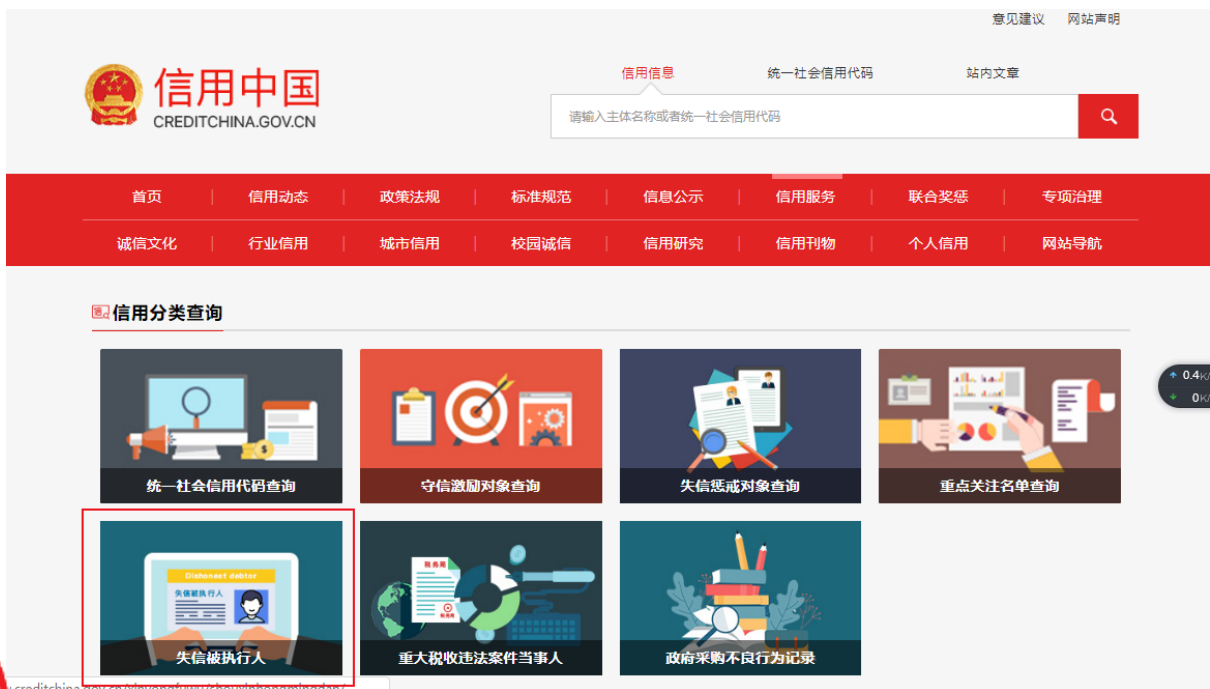 意见建议 网站声明
信用中国
CREDITCHINA.GOV.CN
信用信息 统一社会信用代码 站内文章
请输入主体名称或者统一社会信用代码
首页 信用动态 政策法规 标准规范 信息公示 信用服务 联合奖惩 专项治理
诚信文化 行业信用 城市信用 校园诚信 信用研究 信用刊物 个人信用 网站导航
信用分类查询
0.4K/
0K/
统一社会信用代码查询 守信激励对象查询 失信惩戒对象查询 重点关注名单查询
Dishonest debtor
失信被执行人
税务局
失信被执行人 重大税收违法案件当事人 政府采购不良行为记录